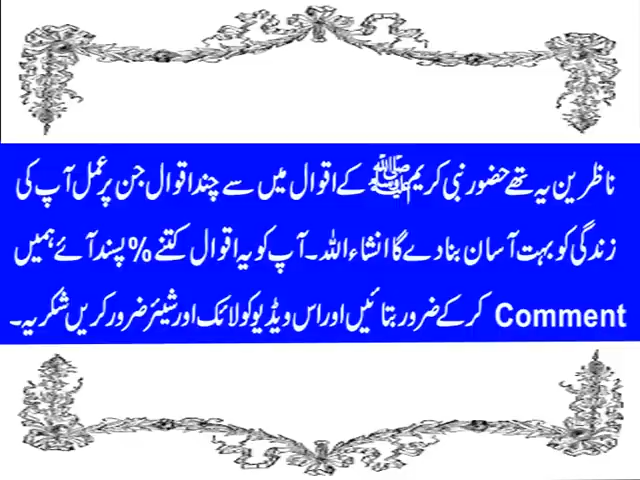 ناظرین یہ تھے حضور نبی کریم ﷺ کے اقوال میں سے چند اقوال جن پر عمل آپ کی
زندگی کو بہت آسان بنا دے گا انشاء اللہ۔ آپ کو یہ اقوال کتنے % پسند آئے ہمیں
Comment کر کے ضرور بتائیں اور اس ویڈیو کو لائک اور شیئر ضرور کریں شکریہ۔